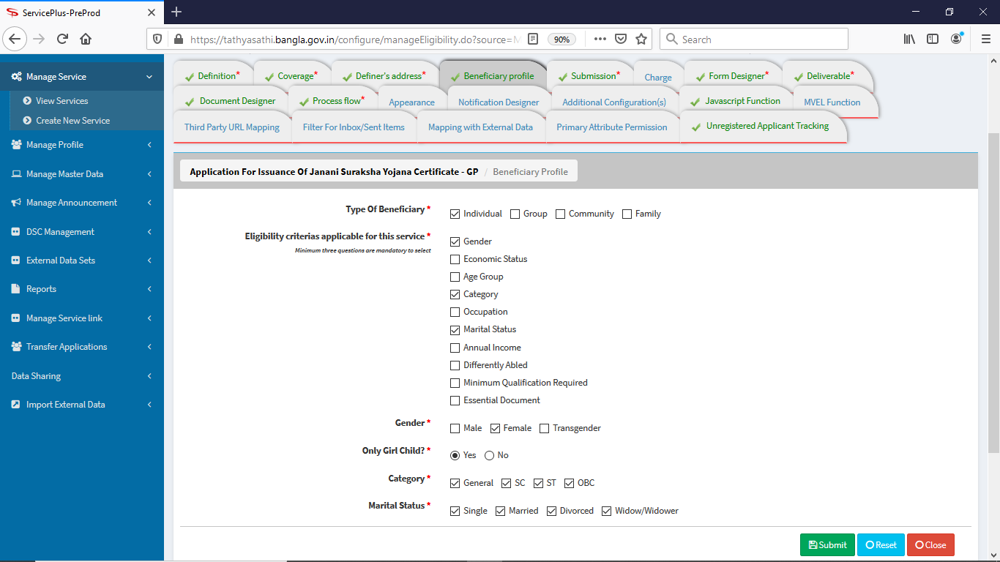 ServicePlus-PreProd
https://tathyasathi.bangla.gov.in/configure/manageEligibility.do?source=M
90%
Search
Manage Service
View Services
Create New Service
Manage Profile
Manage Master Data
Manage Announcement
DSC Management
External Data Sets
Reports
Manage Service link
Transfer Applications
Data Sharing
Import External Data
Definition* Coverage* Definer's address* Beneficiary profile Submission* Charge Form Designer* Deliverable*
Document Designer Process flow* Appearance Notification Designer Additional Configuration(s) Javascript Function MVEL Function
Third Party URL Mapping Filter For Inbox/Sent Items Mapping with External Data Primary Attribute Permission Unregistered Applicant Tracking
Application For Issuance Of Janani Suraksha Yojana Certificate - GP / Beneficiary Profile
Type Of Beneficiary * Individual Group Community Family
Eligibility criterias applicable for this service *
Minimum three questions are mandatory to select
Gender
Economic Status
Age Group
Category
Occupation
Marital Status
Annual Income
Differently Abled
Minimum Qualification Required
Essential Document
Gender * Male Female Transgender
Only Girl Child? * Yes No
Category * General SC ST OBC
Marital Status * Single Married Divorced Widow/Widower
Submit Reset Close